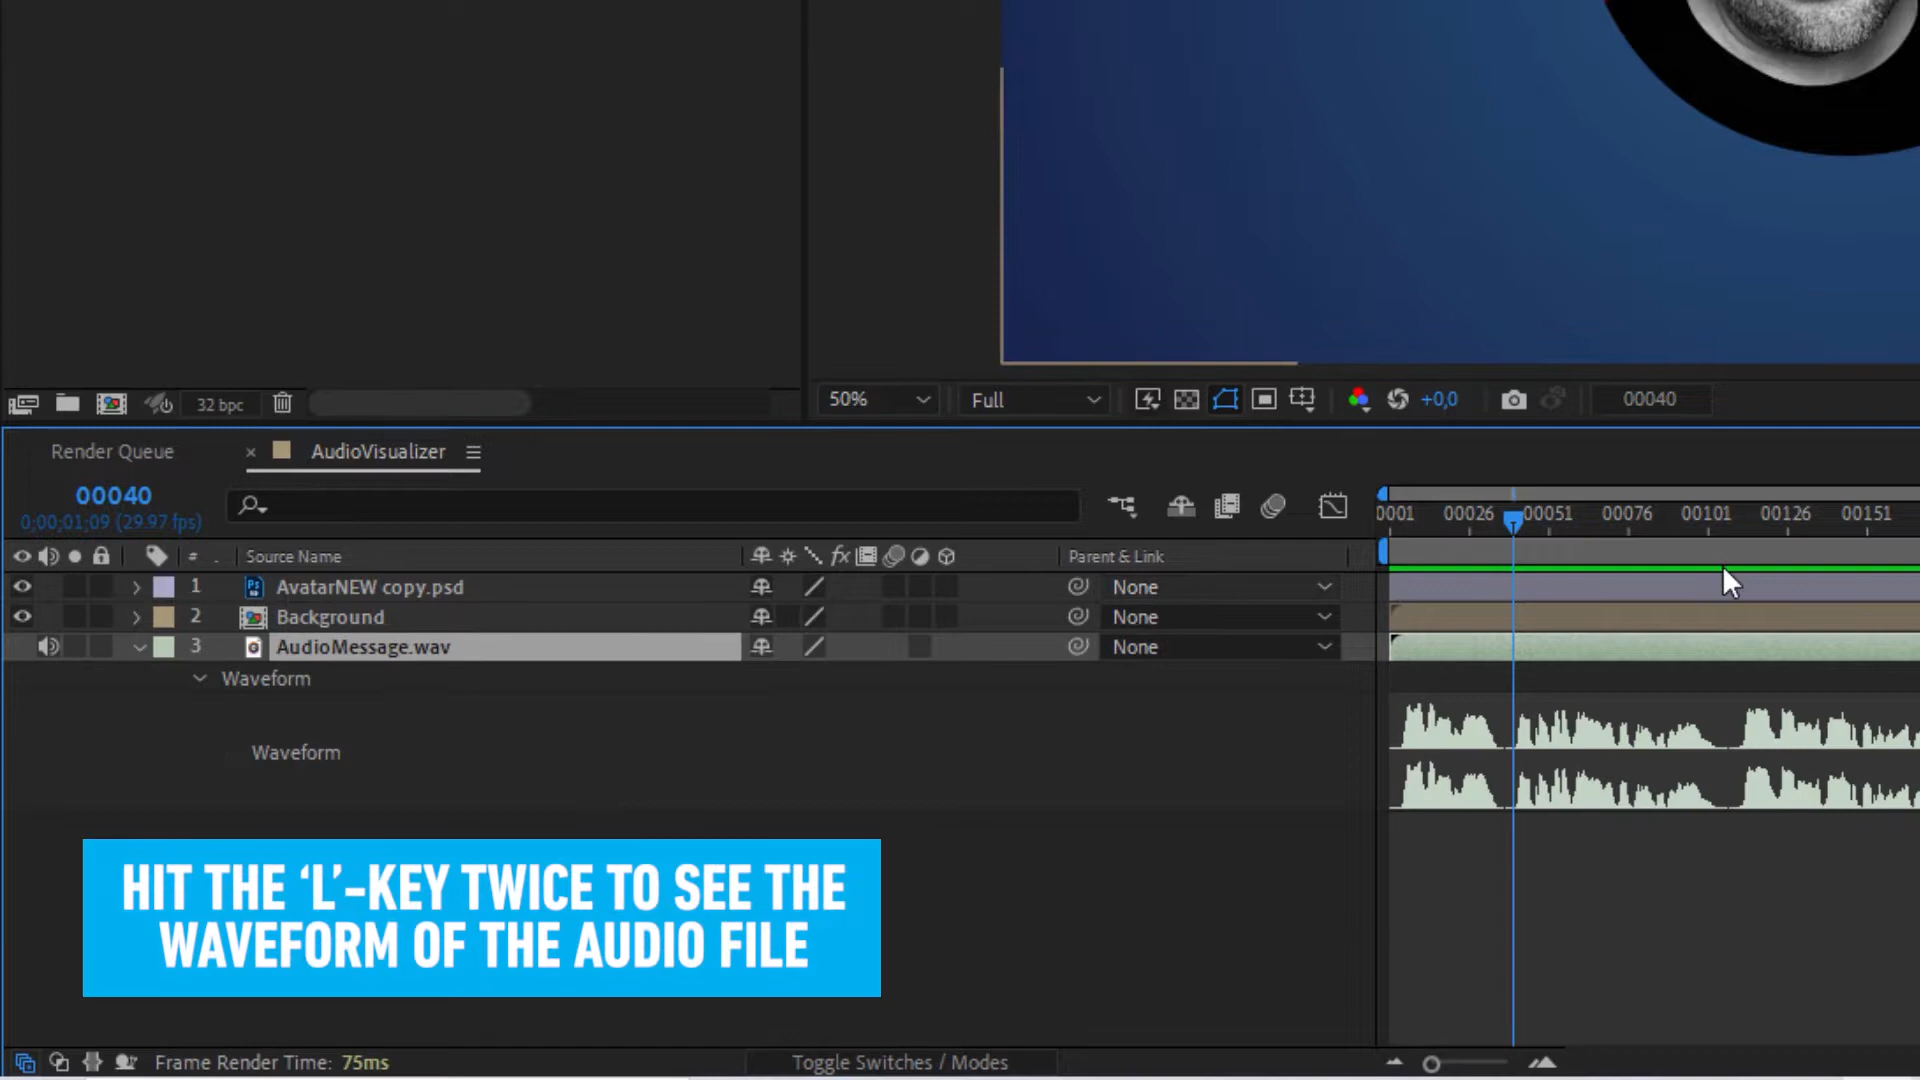 32 bpc
50%
Full
+0,0
00040
Render Queue
× AudioVisualizer
00040
0;00;01;09 (29.97 fps)
0001 00026 00051 00076 00101 00126 00151
# . Source Name fx Parent & Link
1 Ps AvatarNEW copy.psd None
2 Background None
3 AudioMessage.wav None
Waveform
Waveform
HIT THE ‘L’-KEY TWICE TO SEE THE
WAVEFORM OF THE AUDIO FILE
Frame Render Time: 75ms
Toggle Switches / Modes